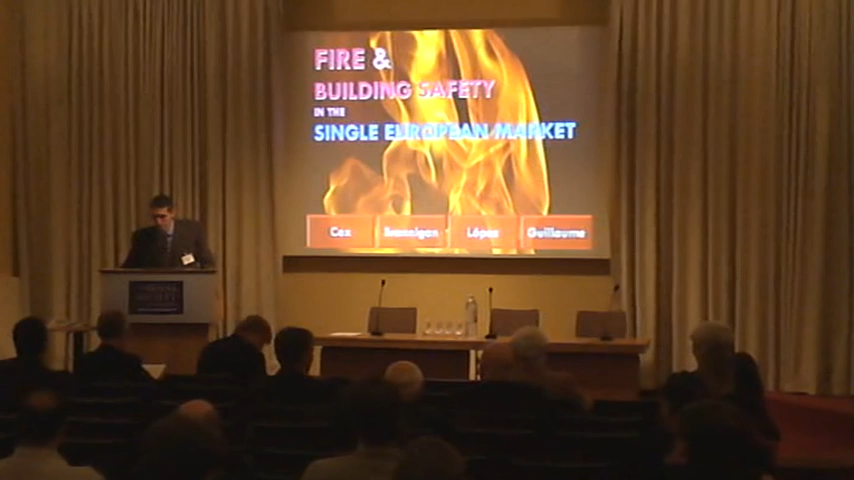 FIRE &
BUILDING SAFETY
IN THE
SINGLE EUROPEAN MARKET
Cox Brannigan López Guillaume